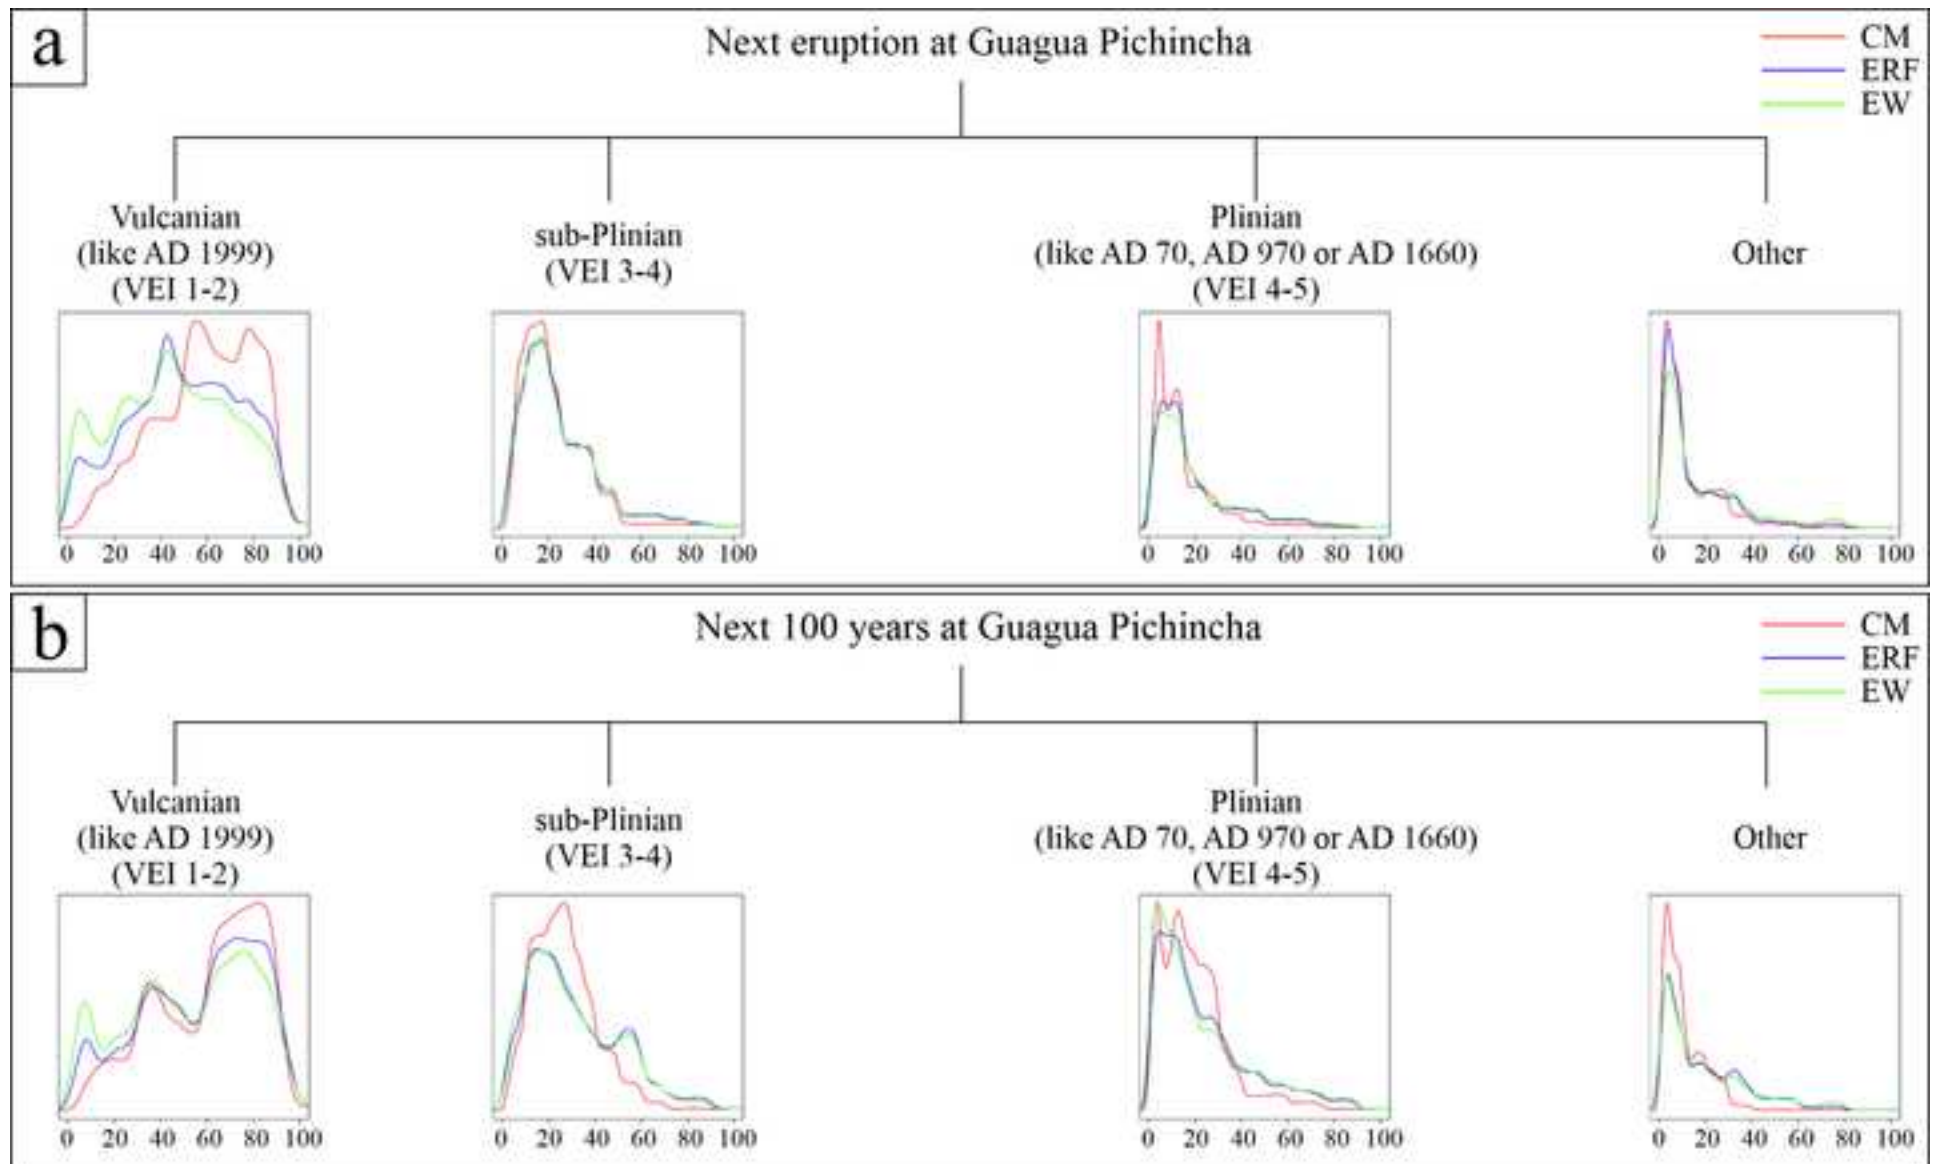 a
Next eruption at Guagua Pichincha
CM
ERF
EW
Vulcanian
(like AD 1999)
(VEI 1-2)
sub-Plinian
(VEI 3-4)
Plinian
(like AD 70, AD 970 or AD 1660)
(VEI 4-5)
Other
0 20 40 60 80 100
0 20 40 60 80 100
0 20 40 60 80 100
0 20 40 60 80 100
b
Next 100 years at Guagua Pichincha
CM
ERF
EW
Vulcanian
(like AD 1999)
(VEI 1-2)
sub-Plinian
(VEI 3-4)
Plinian
(like AD 70, AD 970 or AD 1660)
(VEI 4-5)
Other
0 20 40 60 80 100
0 20 40 60 80 100
0 20 40 60 80 100
0 20 40 60 80 100